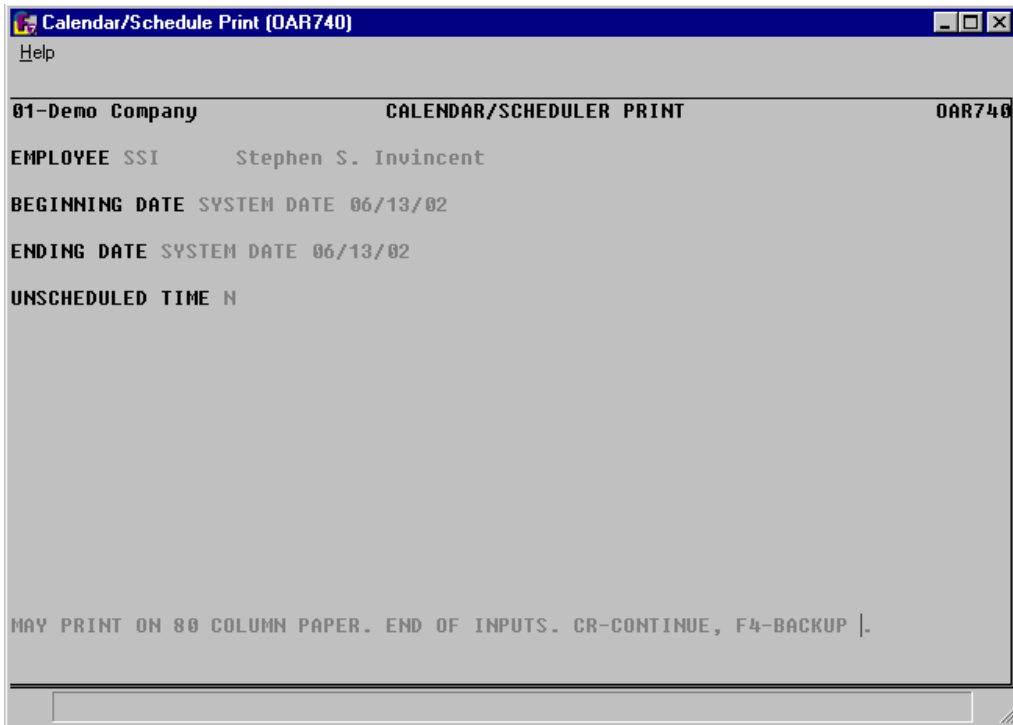 Calendar/Schedule Print (OAR740)
Help
01-Demo Company CALENDAR/SCHEDULER PRINT OAR740
EMPLOYEE SSI Stephen S. Invincent
BEGINNING DATE SYSTEM DATE 06/13/02
ENDING DATE SYSTEM DATE 06/13/02
UNSCHEDULED TIME N
MAY PRINT ON 80 COLUMN PAPER. END OF INPUTS. CR-CONTINUE, F4-BACKUP .